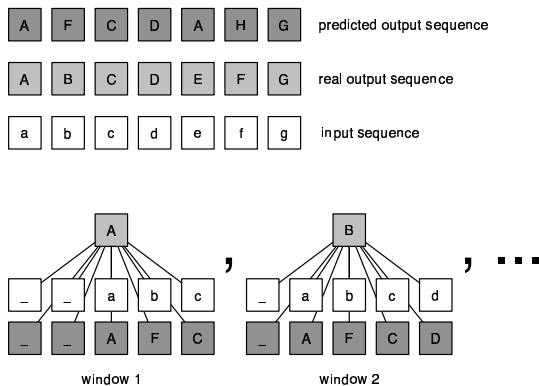 A F C D A H G predicted output sequence
A B C D E F G real output sequence
a b c d e f g input sequence
A , B , ...
_ _ a b c _ a b c d
_ _ A F C _ A F C D
window 1 window 2